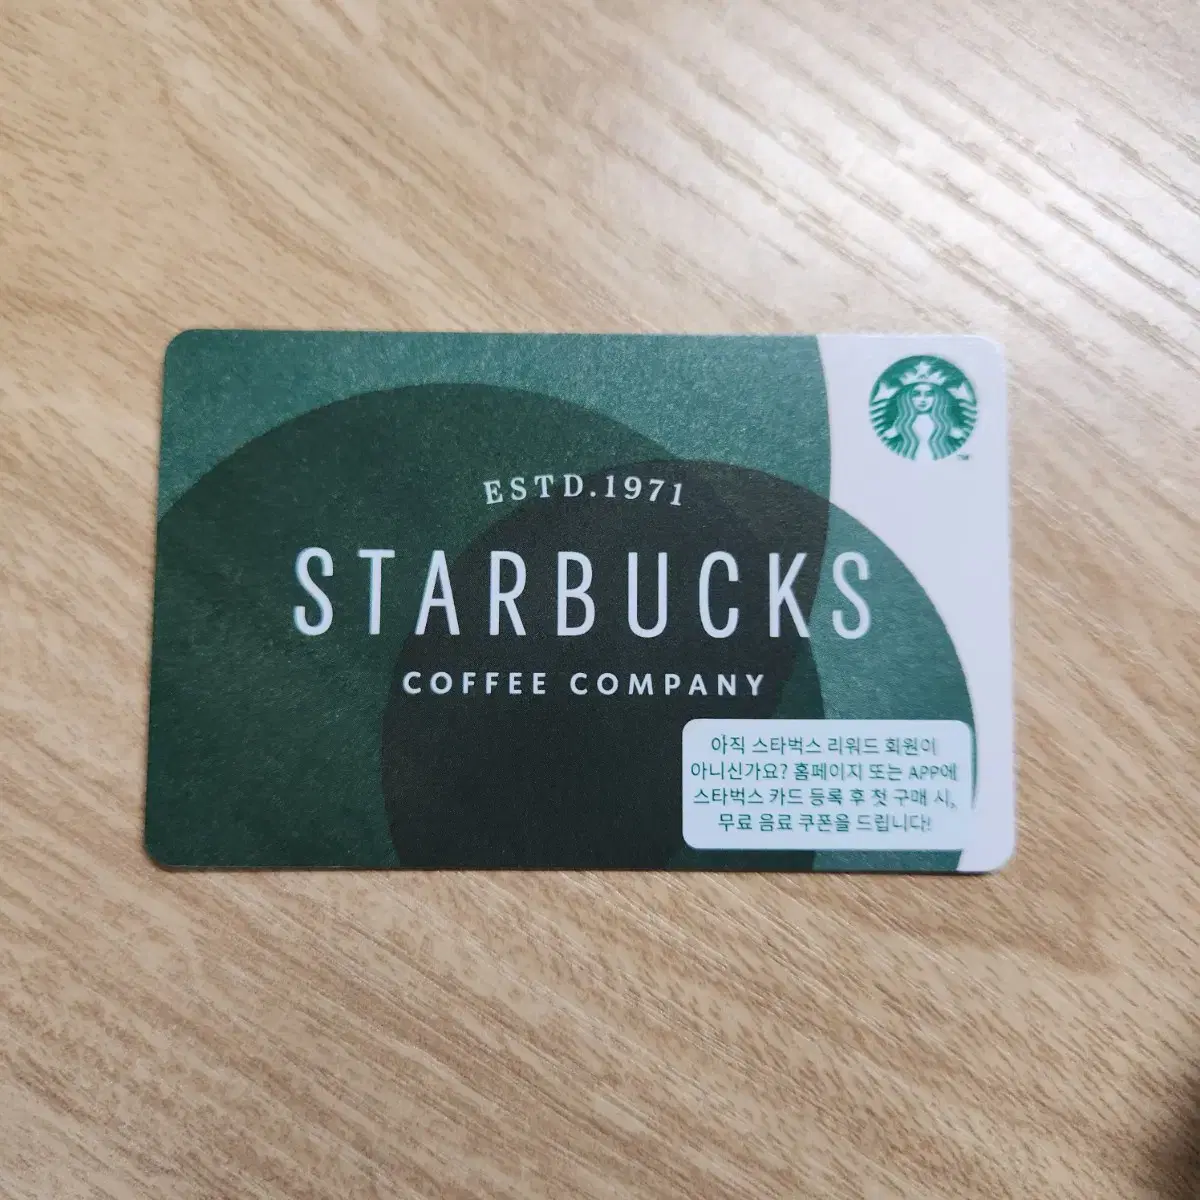 ESTD.1971
STARBUCKS
COFFEE COMPANY
아직 스타벅스 리워드 회원이
아니신가요? 홈페이지 또는 APP에
스타벅스 카드 등록 후 첫 구매 시,
무료 음료 쿠폰을 드립니다!
TM